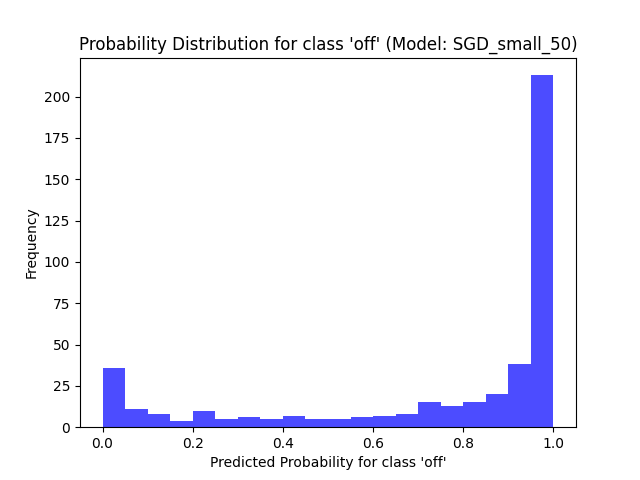 Probability Distribution for class 'off' (Model: SGD_small_50)
200
175
150
125
100
75
50
25
0
Frequency
0.0 0.2 0.4 0.6 0.8 1.0
Predicted Probability for class 'off'